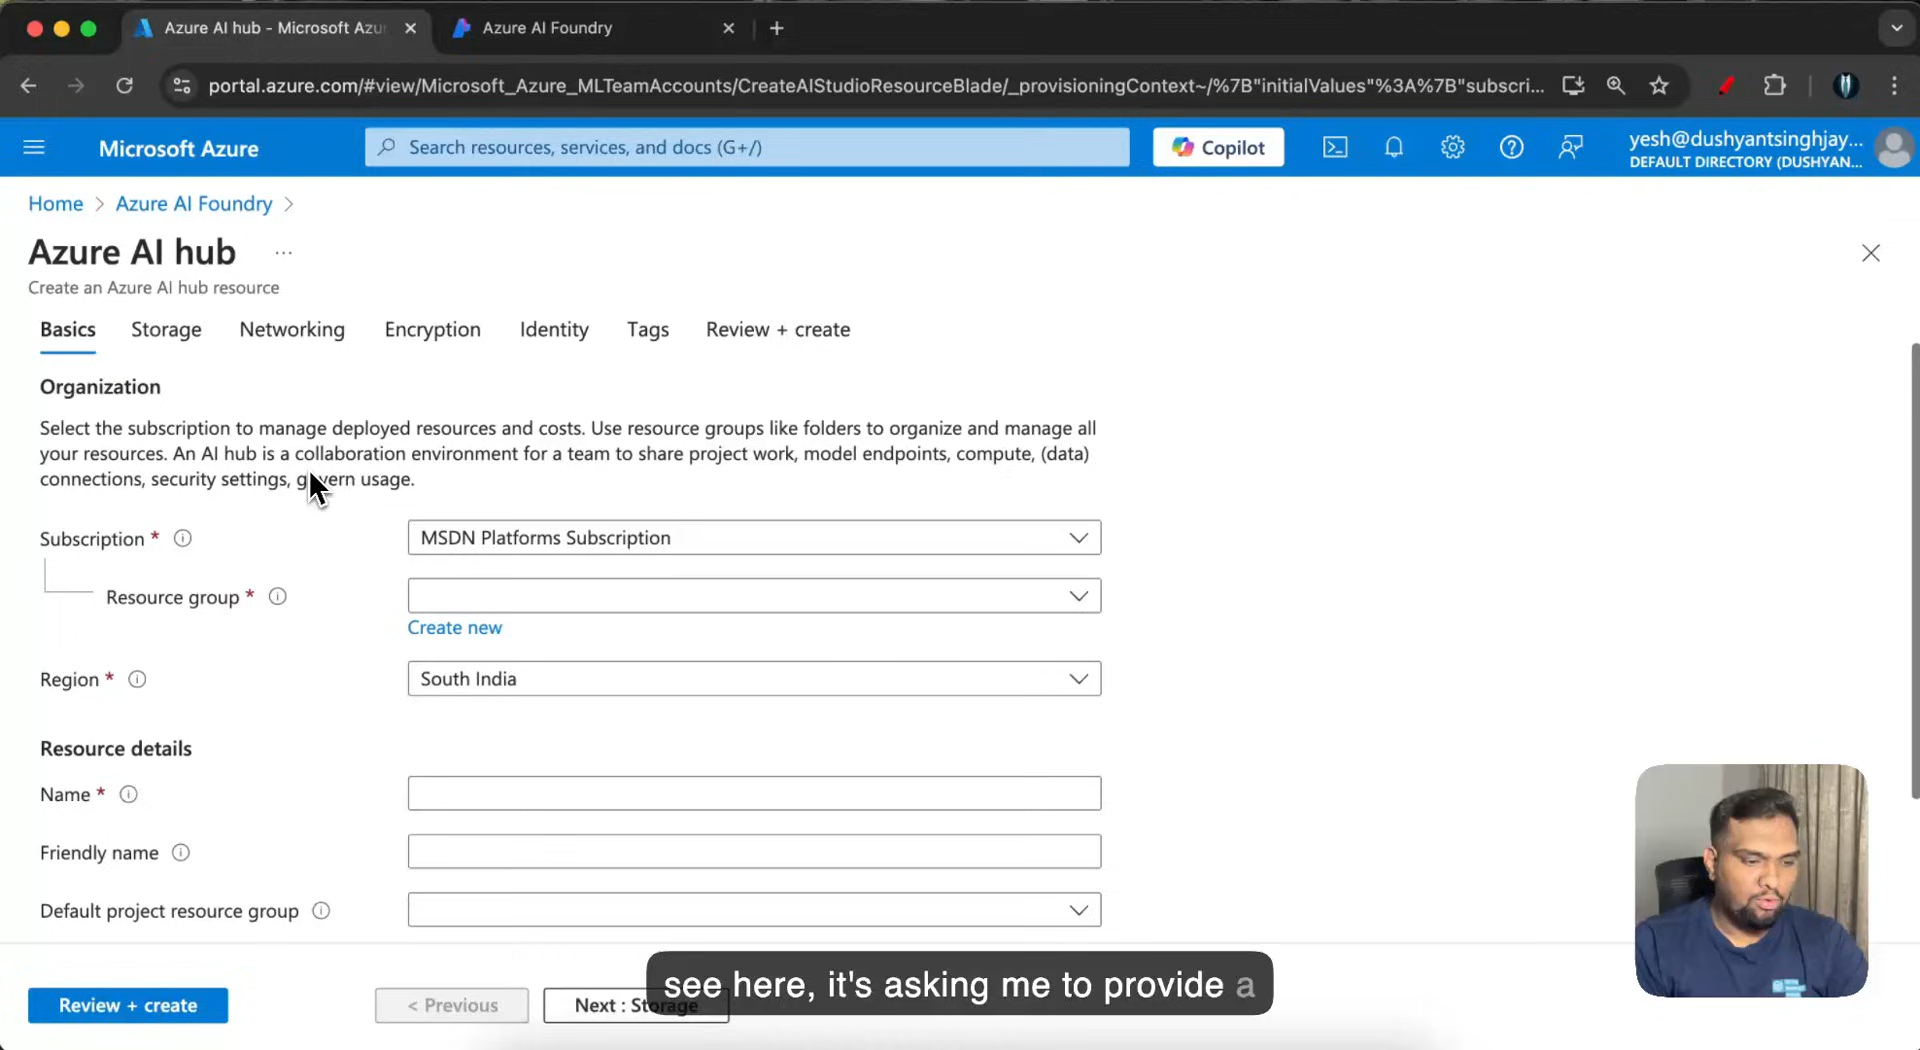 Azure AI hub - Microsoft Azu
Azure AI Foundry
portal.azure.com/#view/Microsoft_Azure_MLTeamAccounts/CreateAIStudioResourceBlade/_provisioningContext~/%7B"initialValues"%3A%7B"subscri...
Microsoft Azure
Search resources, services, and docs (G+/)
Copilot
yesh@dushyantsinghjay...
DEFAULT DIRECTORY (DUSHYAN...
Home > Azure AI Foundry >
Azure AI hub ...
Create an Azure AI hub resource
Basics Storage Networking Encryption Identity Tags Review + create
Organization
Select the subscription to manage deployed resources and costs. Use resource groups like folders to organize and manage all
your resources. An AI hub is a collaboration environment for a team to share project work, model endpoints, compute, (data)
connections, security settings, govern usage.
Subscription *
MSDN Platforms Subscription
Resource group *
Create new
Region *
South India
Resource details
Name *
Friendly name
Default project resource group
see here, it's asking me to provide a
Review + create
< Previous
Next : Storage